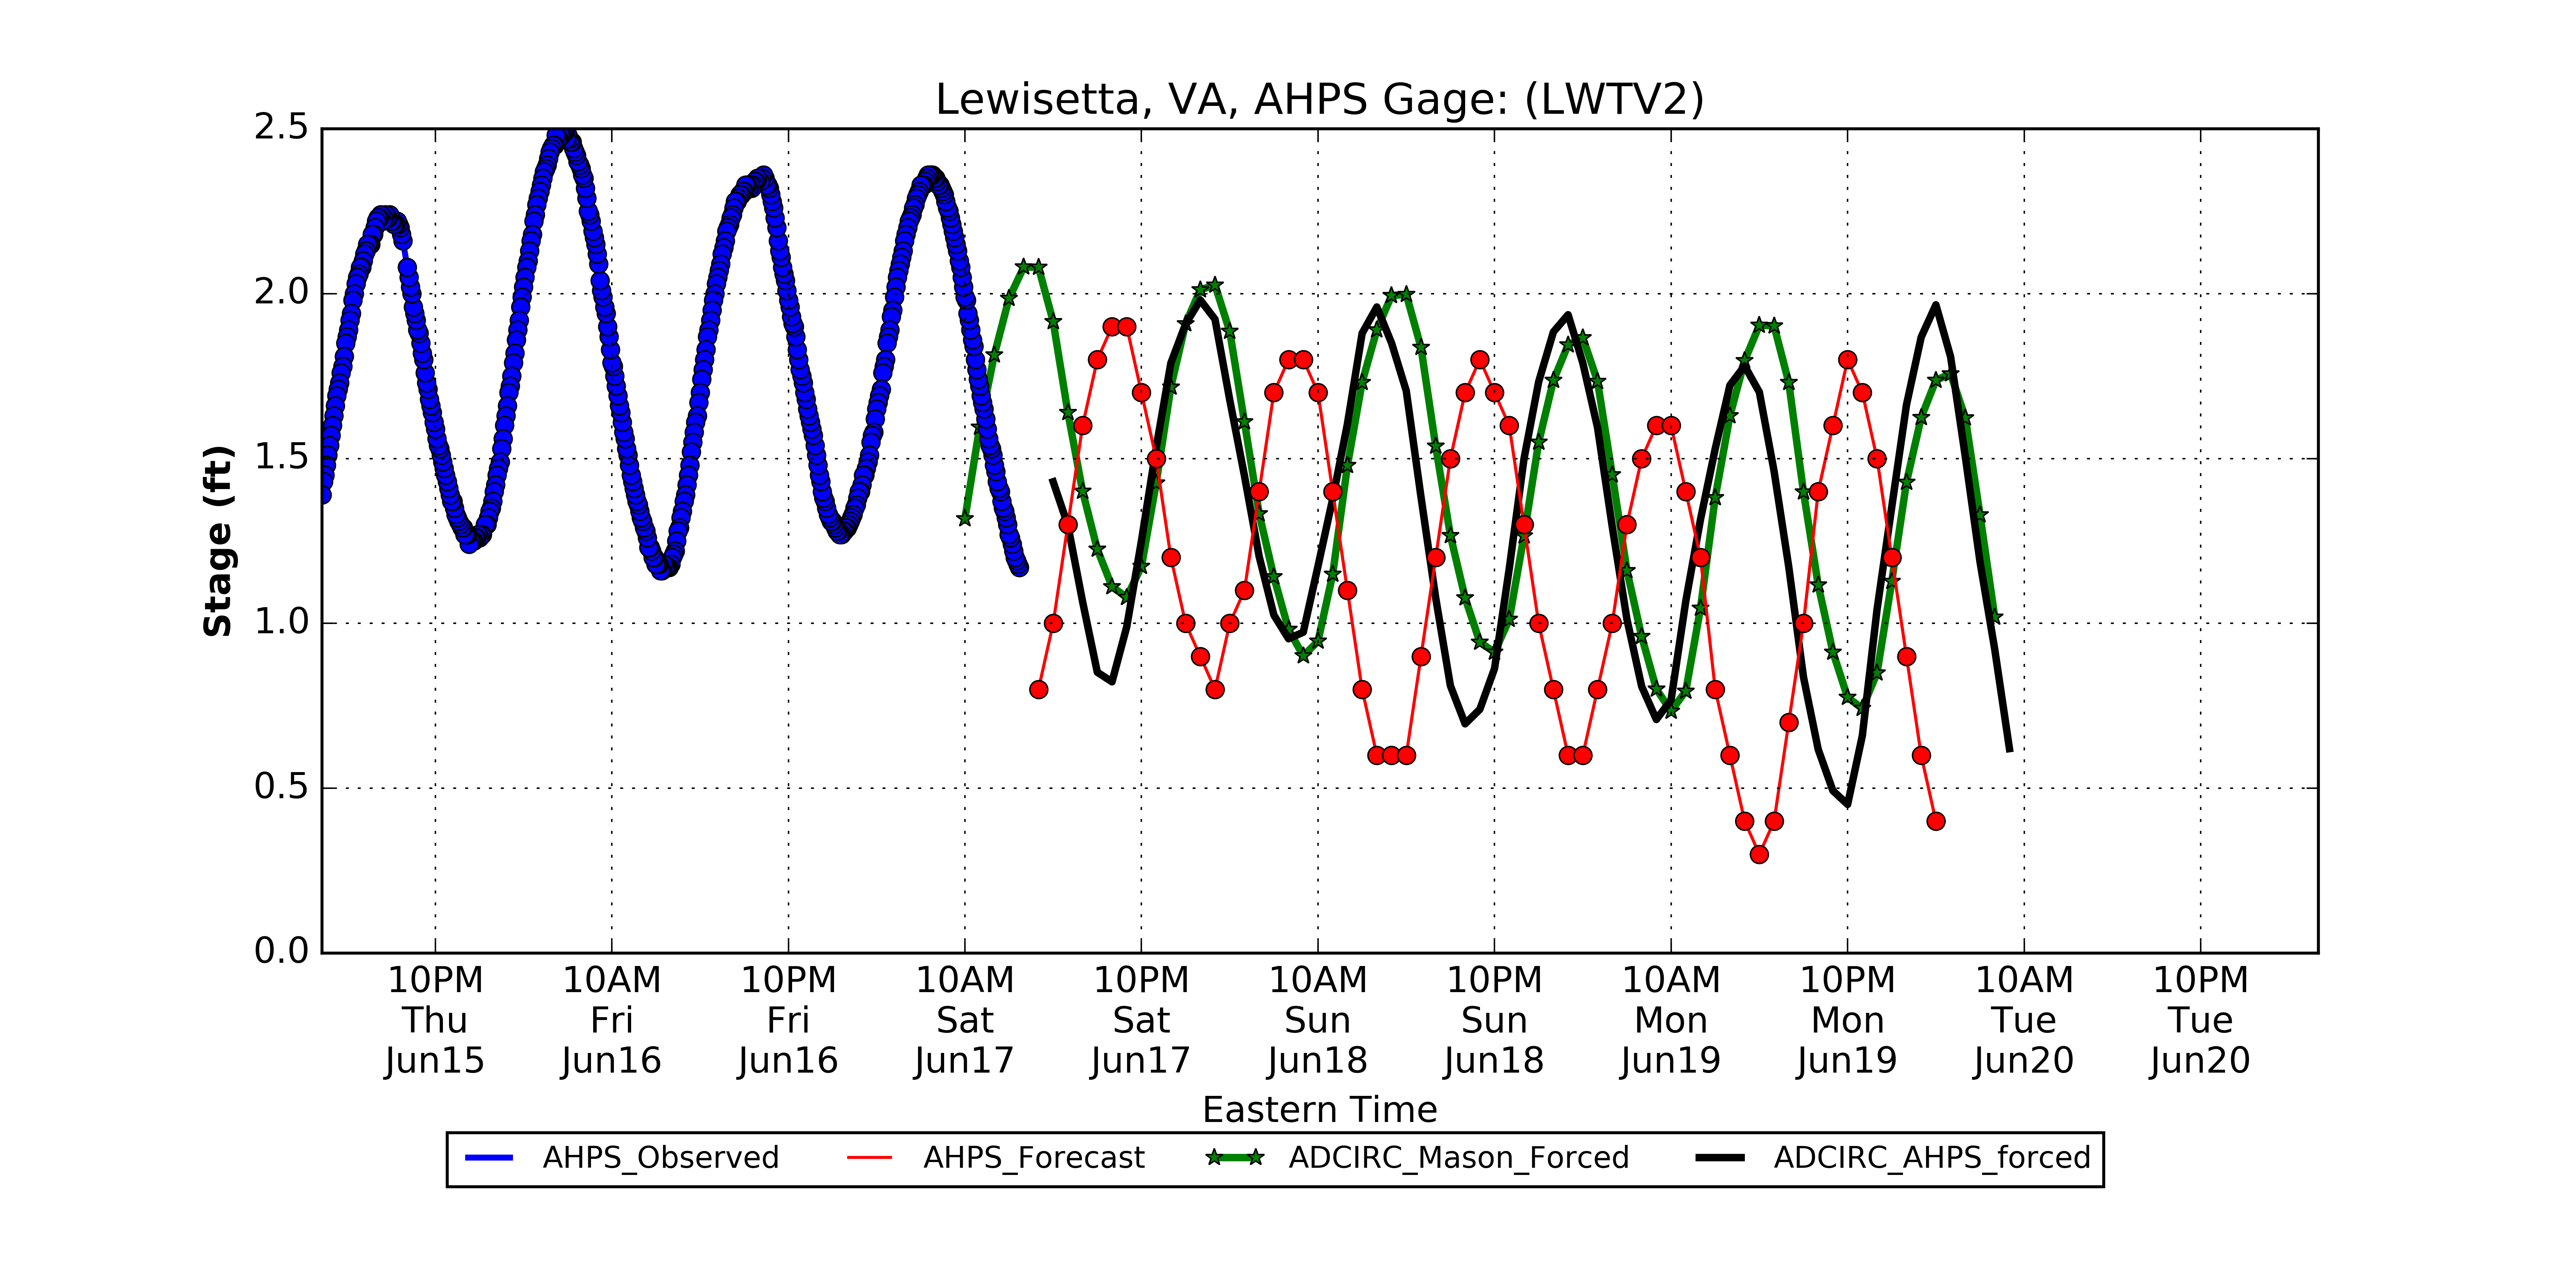 Lewisetta, VA, AHPS Gage: (LWTV2)
2.5
2.0
1.5
1.0
0.5
0.0
Stage (ft)
10PM 10AM 10PM 10AM 10PM 10AM 10PM 10AM 10PM 10AM 10PM
Thu Fri Fri Sat Sat Sun Sun Mon Mon Tue Tue
Jun15 Jun16 Jun16 Jun17 Jun17 Jun18 Jun18 Jun19 Jun19 Jun20 Jun20
Eastern Time
AHPS_Observed AHPS_Forecast ADCIRC_Mason_Forced ADCIRC_AHPS_forced